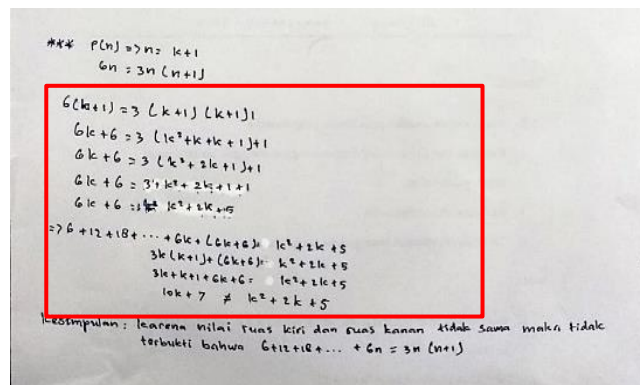 *** P(n) => n = k+1
6n = 3n (n+1)
6(k+1) = 3 (k+1) (k+1)1
6k + 6 = 3 (k²+k+k+1)+1
6k + 6 = 3 (k²+2k+1)+1
6k + 6 = 3+k²+2k+1+1
6k + 6 = k²+2k+5
=> 6+12+18+ ... +6k+(6k+6)= k²+2k+5
3k(k+1)+(6k+6)= k²+2k+5
3k+k+1+6k+6= k²+2k+5
10k+7 ≠ k²+2k+5
Kesimpulan: karena nilai ruas kiri dan ruas kanan tidak sama maka tidak
terbukti bahwa 6+12+18+ ... +6n = 3n (n+1)